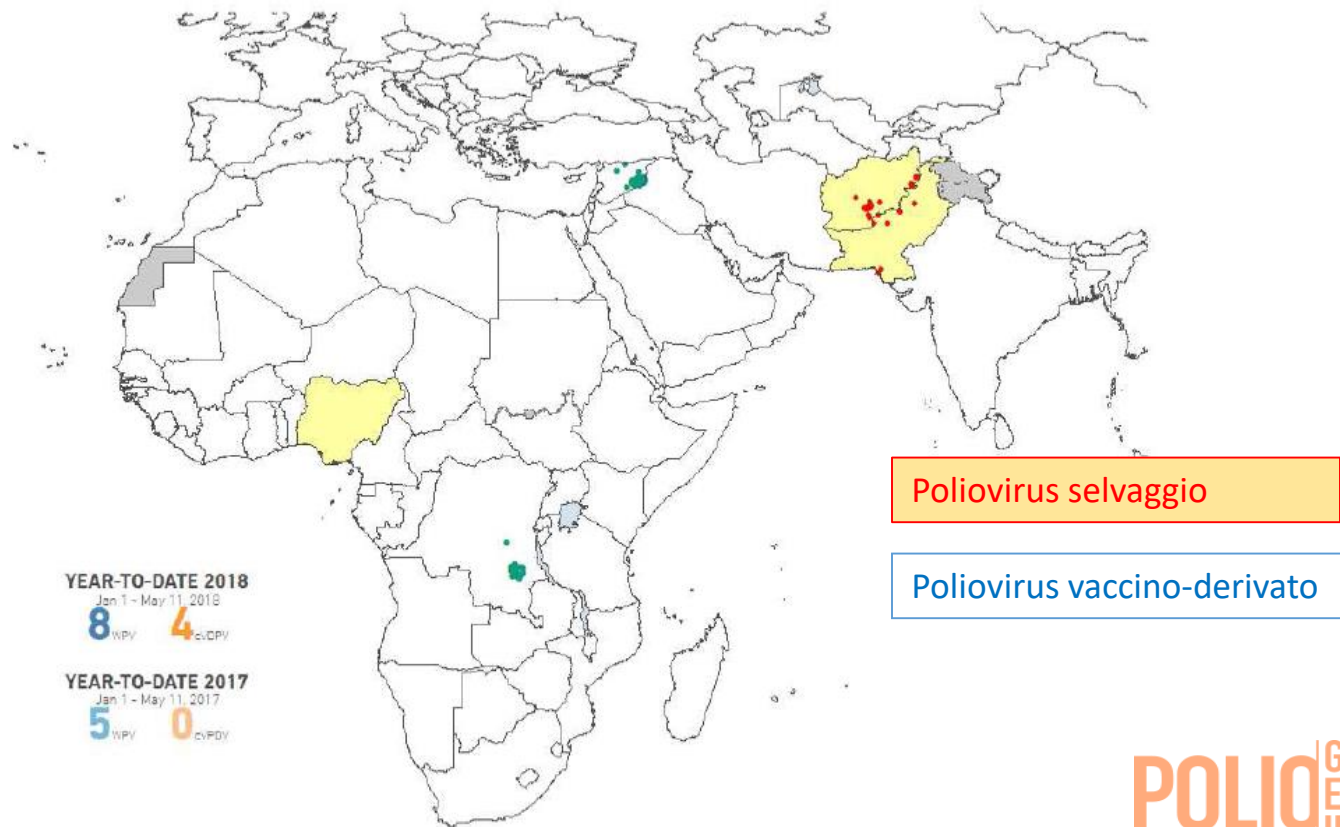 Poliovirus selvaggio
Poliovirus vaccino-derivato
YEAR-TO-DATE 2018
Jan 1 - May 11, 2018
8 WPV 4 cVDPV
YEAR-TO-DATE 2017
Jan 1 - May 11, 2017
5 WPV 0 cVPDV
POLIO